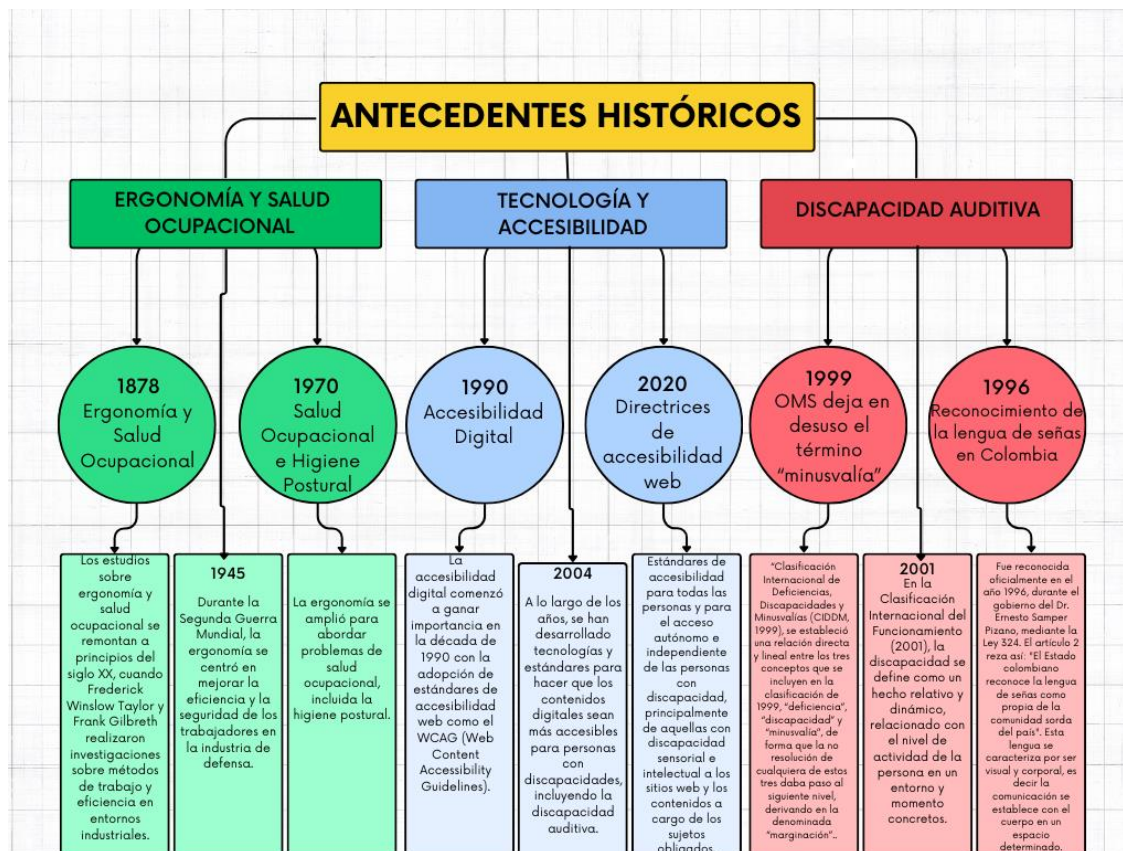 ANTECEDENTES HISTÓRICOS
ERGONOMÍA Y SALUD
OCUPACIONAL
TECNOLOGÍA Y
ACCESIBILIDAD
DISCAPACIDAD AUDITIVA
1878
Ergonomía y
Salud
Ocupacional
1970
Salud
Ocupacional
e Higiene
Postural
1990
Accesibilidad
Digital
2020
Directrices
de
accesibilidad
web
1999
OMS deja en
desuso el
término
“minusvalía”
1996
Reconocimiento de
la lengua de señas
en Colombia
Los estudios
sobre
ergonomía y
salud
ocupacional se
remontan a
principios del
siglo XX, cuando
Frederick
Winslow Taylor y
Frank Gilbreth
realizaron
investigaciones
sobre métodos
de trabajo y
eficiencia en
entornos
industriales.
1945
Durante la
Segunda Guerra
Mundial, la
ergonomía se
centró en
mejorar la
eficiencia y la
seguridad de los
trabajadores en
la industria de
defensa.
La ergonomía se
amplió para
abordar
problemas de
salud
ocupacional,
incluida la
higiene postural.
La
accesibilidad
digital comenzó
a ganar
importancia en
la década de
1990 con la
adopción de
estándares de
accesibilidad
web como el
WCAG (Web
Content
Accessibility
Guidelines).
2004
A lo largo de los
años, se han
desarrollado
tecnologías y
estándares para
hacer que los
contenidos
digitales sean
más accesibles
para personas
con
discapacidades,
incluyendo la
discapacidad
auditiva.
Estándares de
accesibilidad
para todas las
personas y para
el acceso
autónomo e
independiente
de las personas
con
discapacidad,
principalmente
de aquellas con
discapacidad
sensorial e
intelectual a los
sitios web y los
contenidos a
cargo de los
sujetos
obligados
“Clasificación
Internacional de
Deficiencias,
Discapacidades y
Minusvalías (CIDDM,
1999), se estableció
una relación directa
y lineal entre los tres
conceptos que se
incluyen en la
clasificación de
1999, “deficiencia”,
“discapacidad” y
“minusvalía”, de
forma que la no
resolución de
cualquiera de estos
tres daba paso al
siguiente nivel,
derivando en la
denominada
“marginación”..
2001
En la
Clasificación
Internacional del
Funcionamiento
(2001), la
discapacidad se
define como un
hecho relativo y
dinámico,
relacionado con
el nivel de
actividad de la
persona en un
entorno y
momento
concretos.
Fue reconocida
oficialmente en el
año 1996, durante el
gobierno del Dr.
Ernesto Samper
Pizano, mediante la
Ley 324. El artículo 2
reza así: "El Estado
colombiano
reconoce la lengua
de señas como
propia de la
comunidad sorda
del país". Esta
lengua se
caracteriza por ser
visual y corporal, es
decir la
comunicación se
establece con el
cuerpo en un
espacio
determinado.